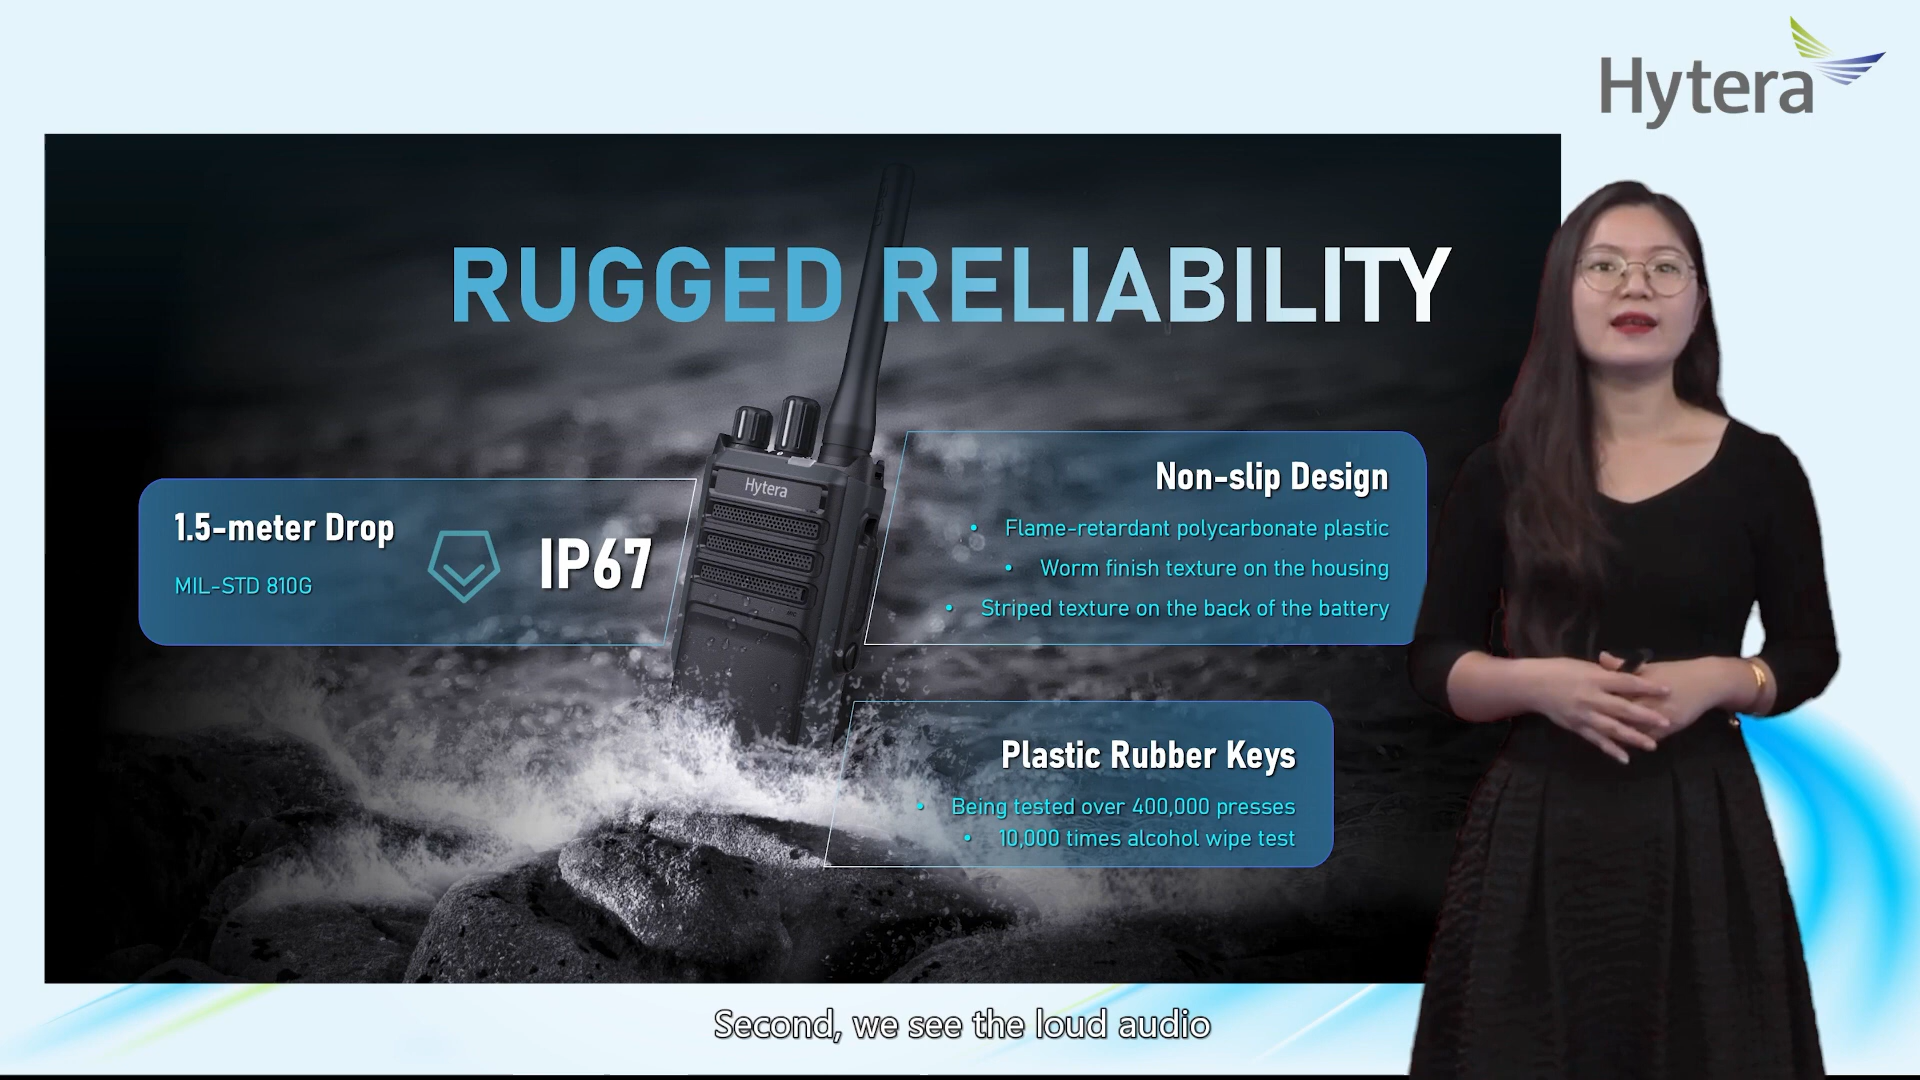 Hytera
RUGGED RELIABILITY
Hytera
1.5-meter Drop
MIL-STD 810G
IP67
Non-slip Design
• Flame-retardant polycarbonate plastic
• Worm finish texture on the housing
• Striped texture on the back of the battery
Plastic Rubber Keys
• Being tested over 400,000 presses
• 10,000 times alcohol wipe test
Second, we see the loud audio